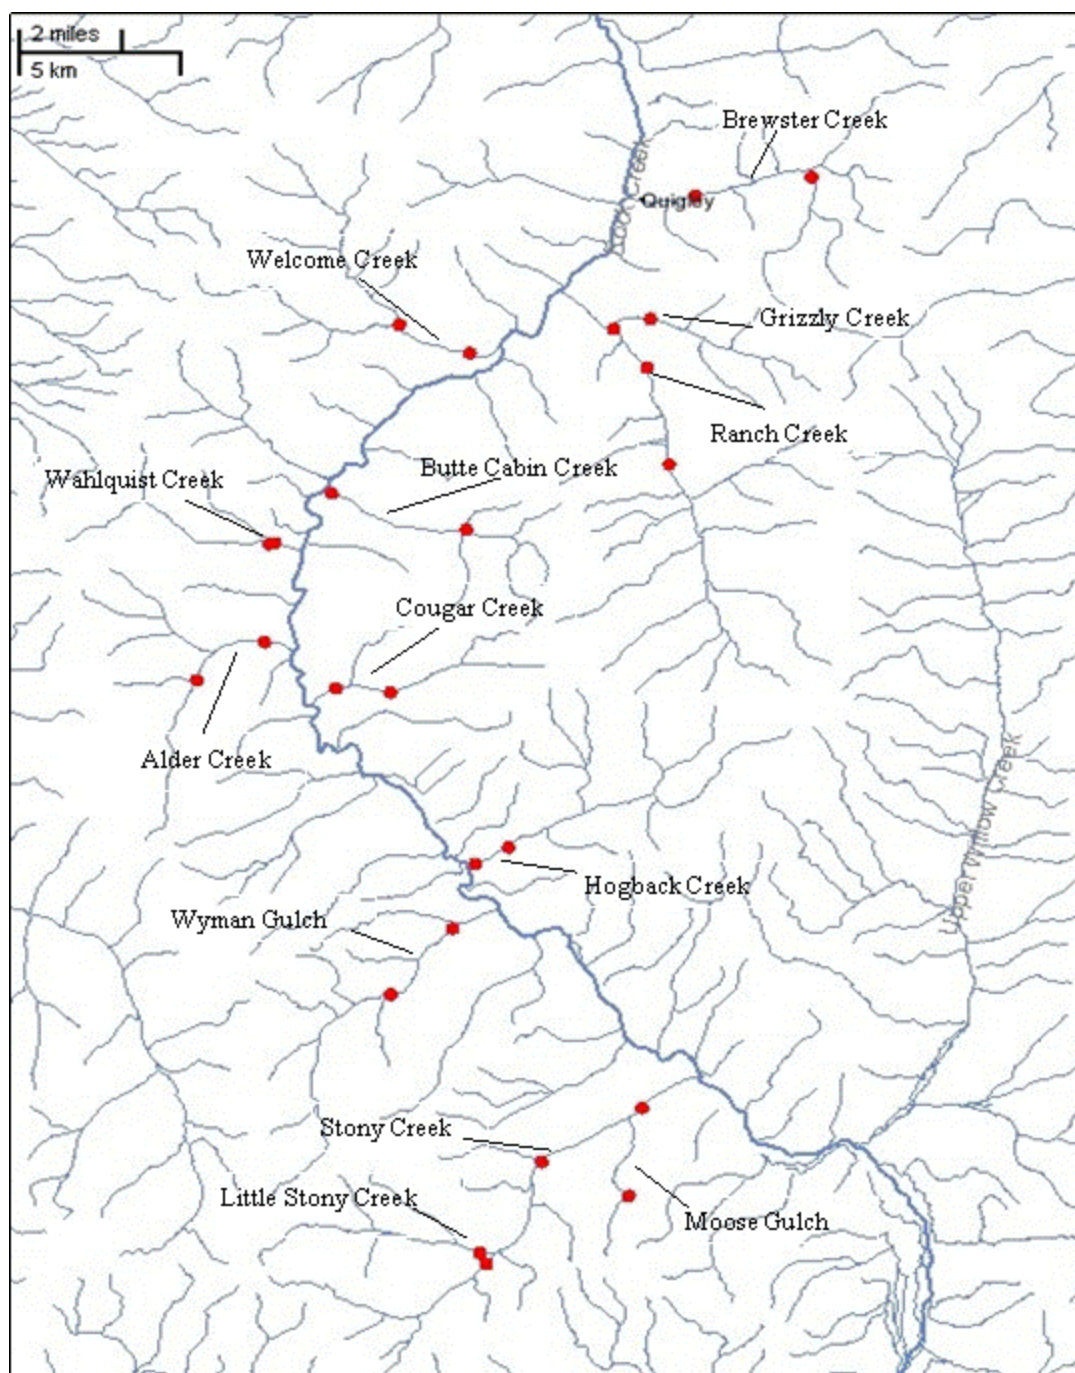 2 miles
5 km
Brewster Creek
Rock Creek
Quigley
Welcome Creek
Grizzly Creek
Ranch Creek
Butte Cabin Creek
Wahlquist Creek
Cougar Creek
Alder Creek
Upper Willow Creek
Hogback Creek
Wyman Gulch
Stony Creek
Little Stony Creek
Moose Gulch